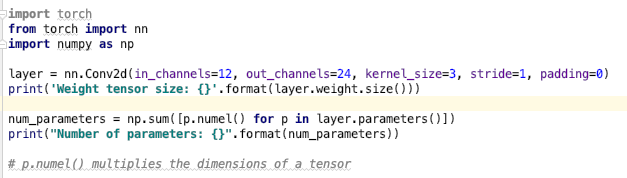 import torch
from torch import nn
import numpy as np
layer = nn.Conv2d(in_channels=12, out_channels=24, kernel_size=3, stride=1, padding=0)
print('Weight tensor size: {}'.format(layer.weight.size()))
num_parameters = np.sum([p.numel() for p in layer.parameters()])
print("Number of parameters: {}".format(num_parameters))
# p.numel() multiplies the dimensions of a tensor